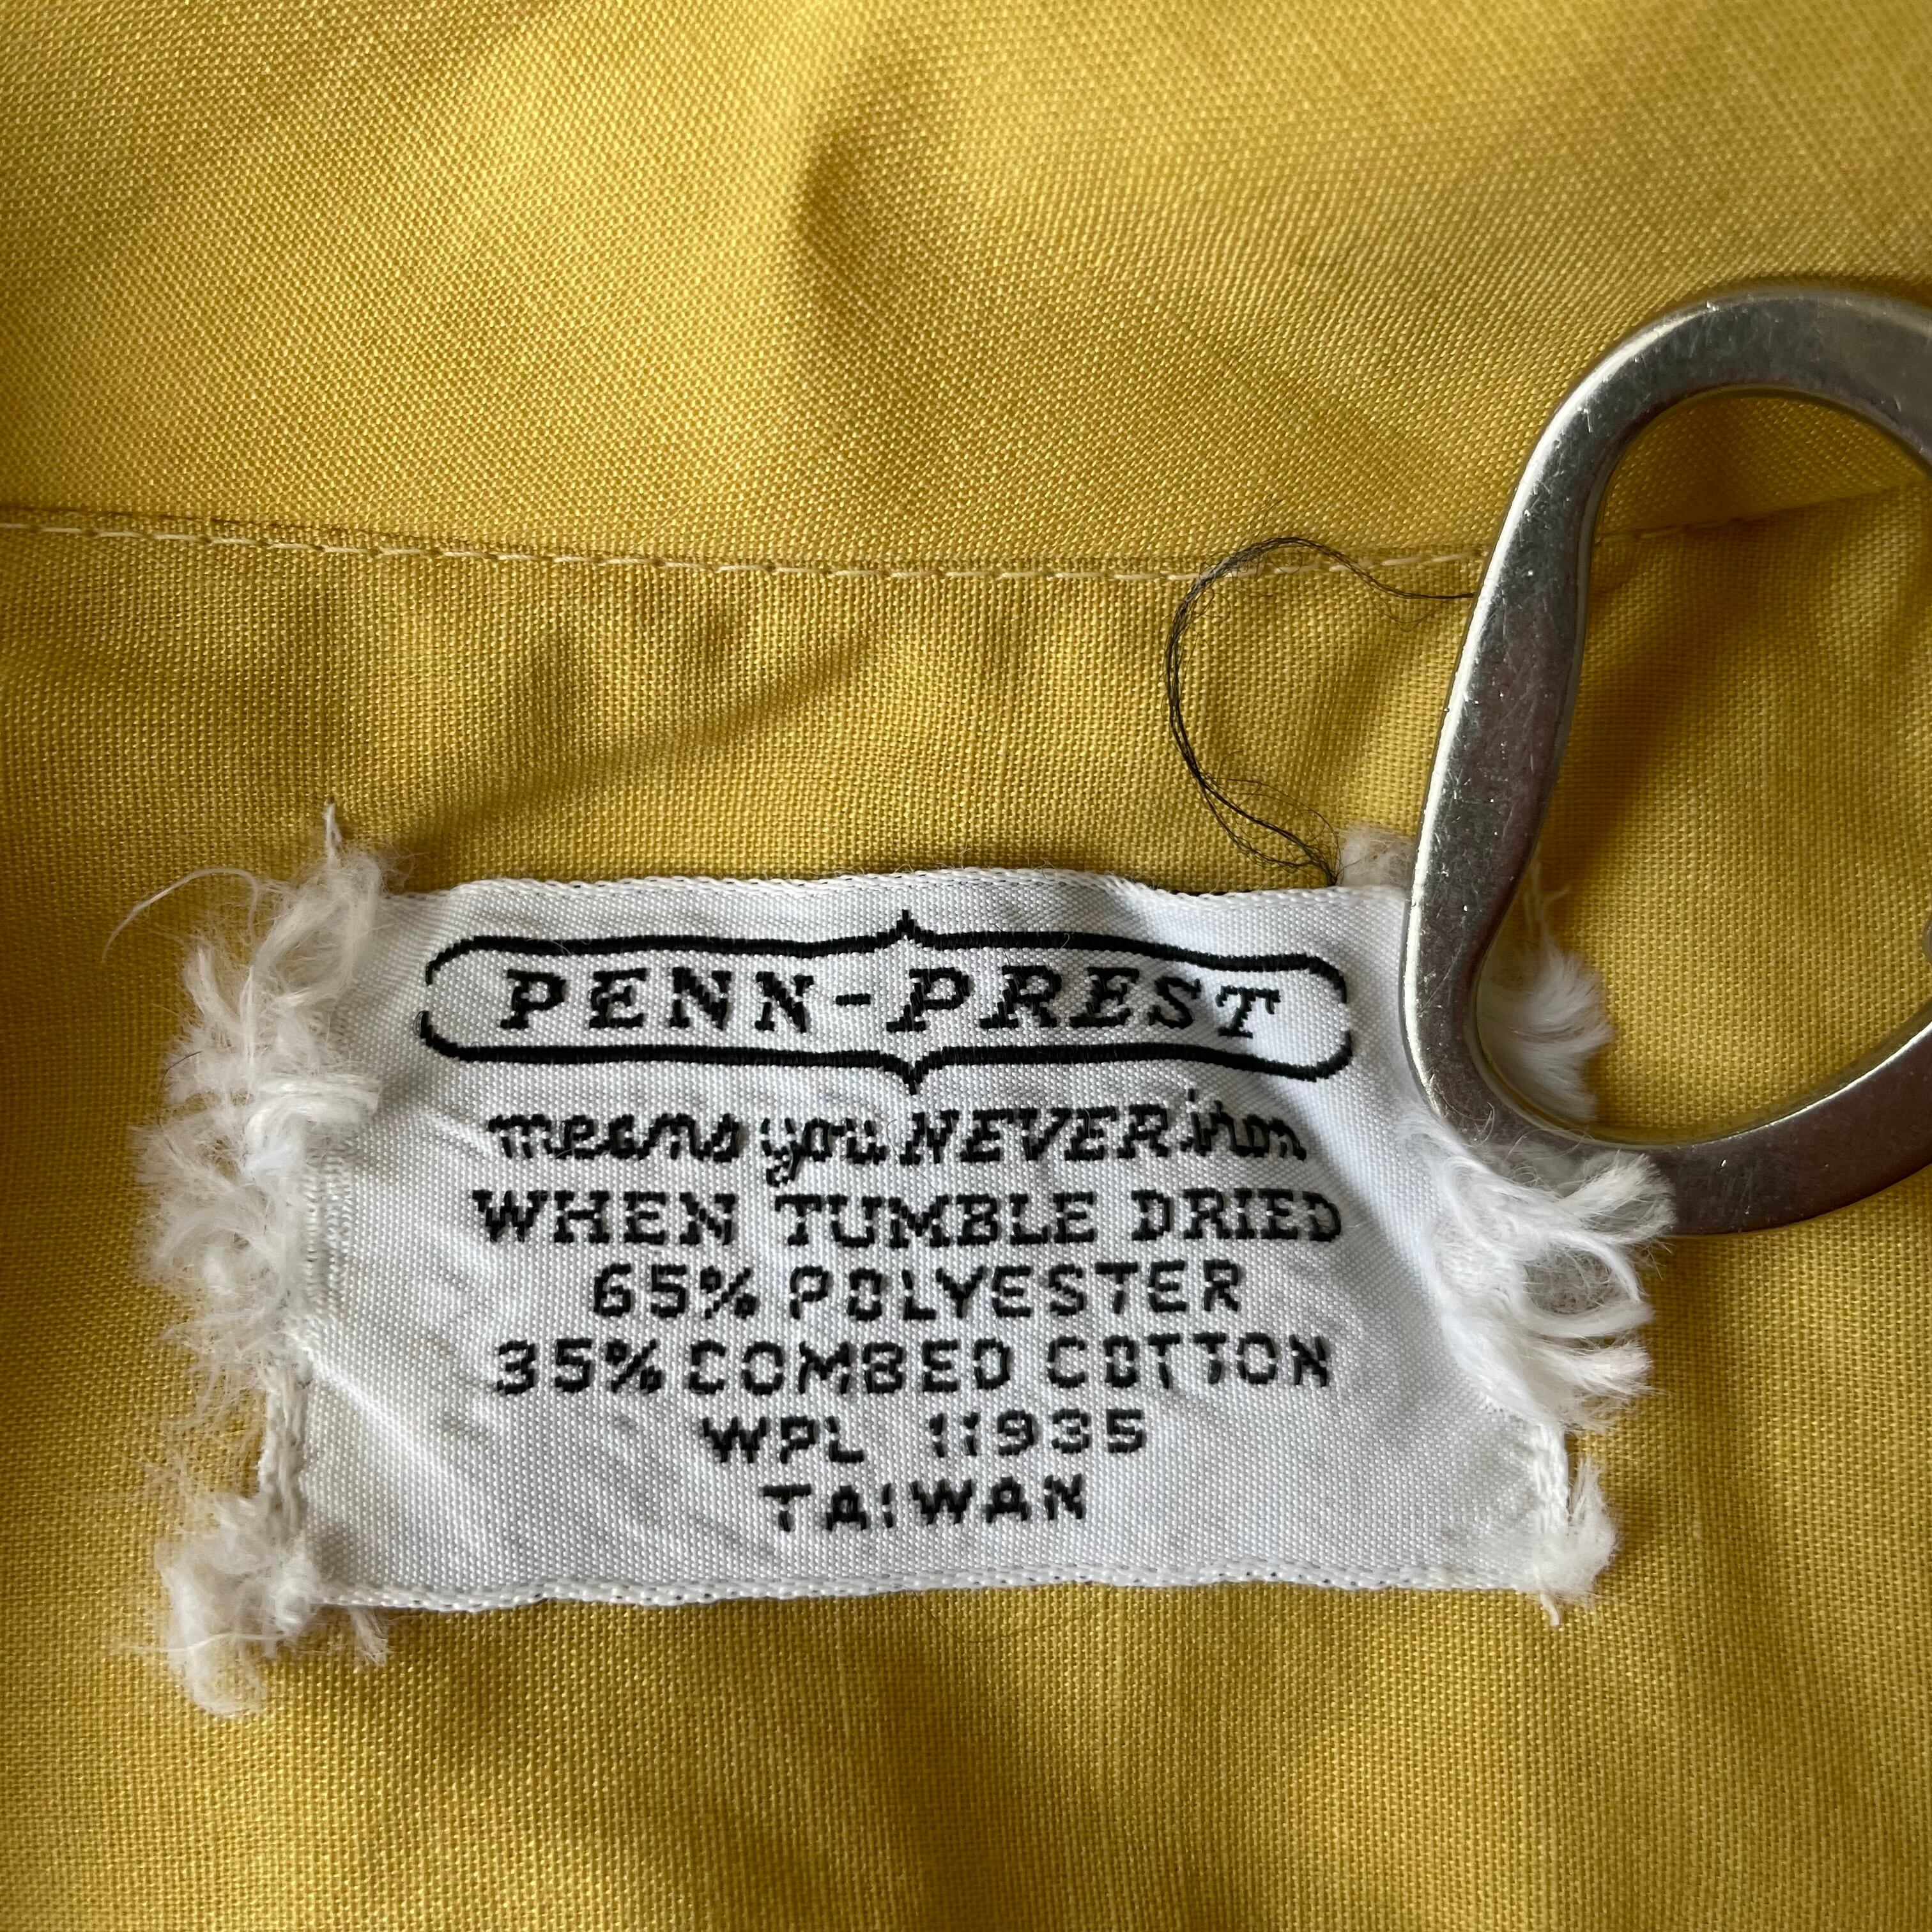 PENN-PREST
means you NEVER iron
WHEN TUMBLE DRIED
65% POLYESTER
35% COMBED COTTON
WPL 11935
TAIWAN